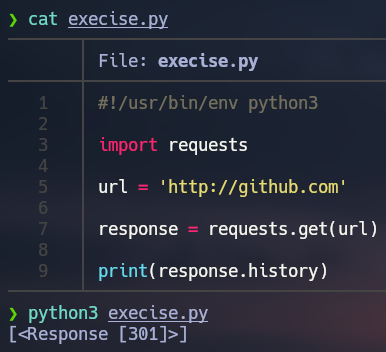 ❯ cat execise.py
File: execise.py
1 #!/usr/bin/env python3
2
3 import requests
4
5 url = 'http://github.com'
6
7 response = requests.get(url)
8
9 print(response.history)
❯ python3 execise.py
[<Response [301]>]